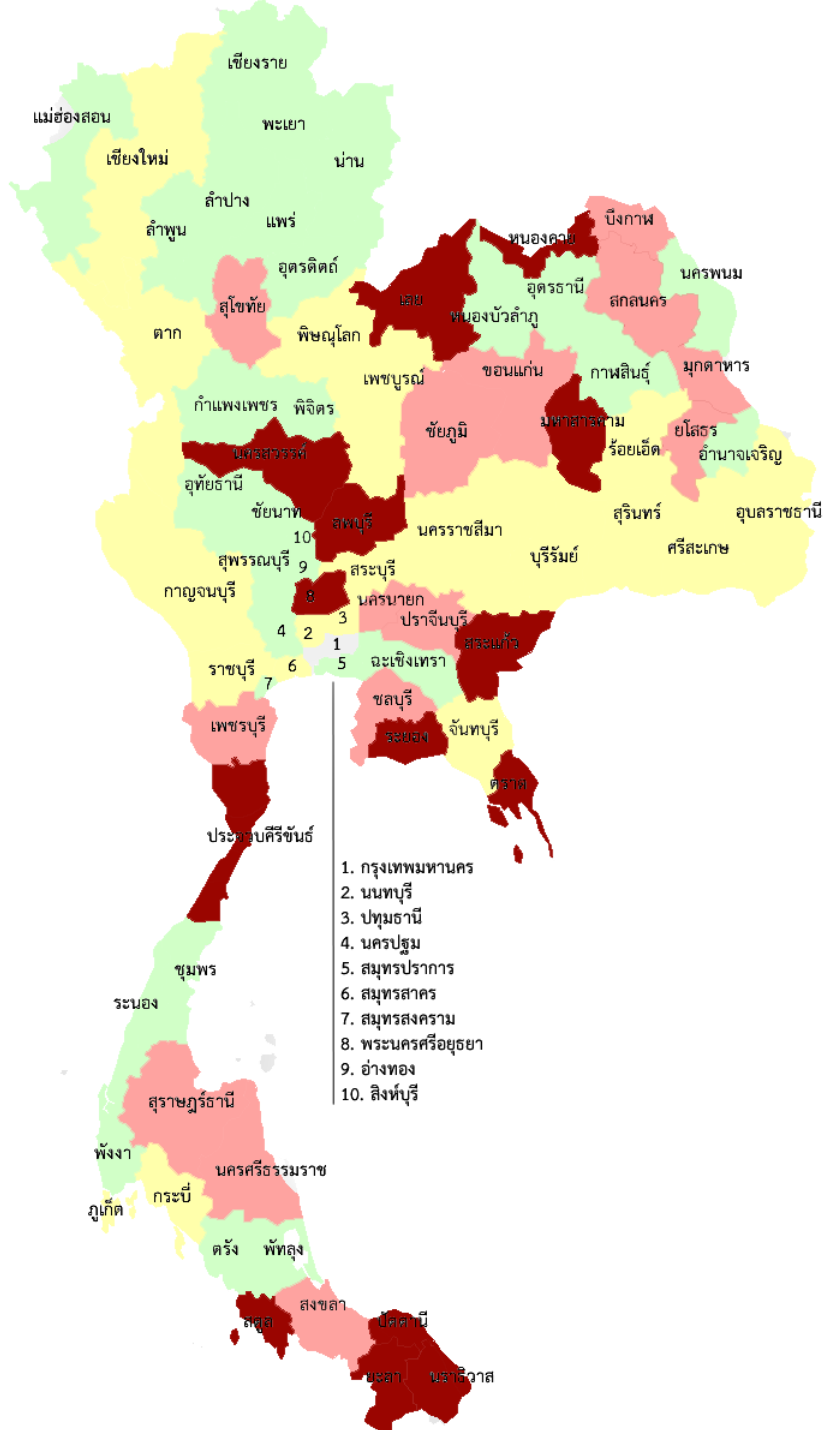 เชียงราย
แม่ฮ่องสอน
พะเยา
เชียงใหม่
น่าน
ลำปาง
แพร่
ลำพูน
บึงกาฬ
หนองคาย
อุตรดิตถ์
นครพนม
อุดรธานี
เลย
สกลนคร
สุโขทัย
หนองบัวลำภู
ตาก
พิษณุโลก
ขอนแก่น
มุกดาหาร
กาฬสินธุ์
เพชบูรณ์
กำแพงเพชร
พิจิตร
มหาสารคาม
ชัยภูมิ
ยโสธร
ร้อยเอ็ด
นครสวรรค์
อำนาจเจริญ
อุทัยธานี
ชัยนาท
สุรินทร์
อุบลราชธานี
ลพบุรี
นครราชสีมา
10
ศรีสะเกษ
สุพรรณบุรี
บุรีรัมย์
9
สระบุรี
กาญจนบุรี
8
นครนายก
3
ปราจีนบุรี
4
2
1
สระแก้ว
ราชบุรี
6
5
ฉะเชิงเทรา
7
ชลบุรี
เพชรบุรี
ระยอง
จันทบุรี
ตราด
ประจวบคีรีขันธ์
1. กรุงเทพมหานคร
2. นนทบุรี
3. ปทุมธานี
4. นครปฐม
5. สมุทรปราการ
6. สมุทรสาคร
7. สมุทรสงคราม
8. พระนครศรีอยุธยา
9. อ่างทอง
10. สิงห์บุรี
ชุมพร
ระนอง
สุราษฎร์ธานี
พังงา
นครศรีธรรมราช
กระบี่
ภูเก็ต
ตรัง
พัทลุง
สงขลา
สตูล
ปัตตานี
ยะลา
นราธิวาส